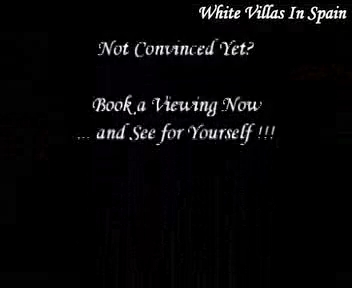 White Villas In Spain
Not Convinced Yet?
Book a Viewing Now
... and See for Yourself !!!